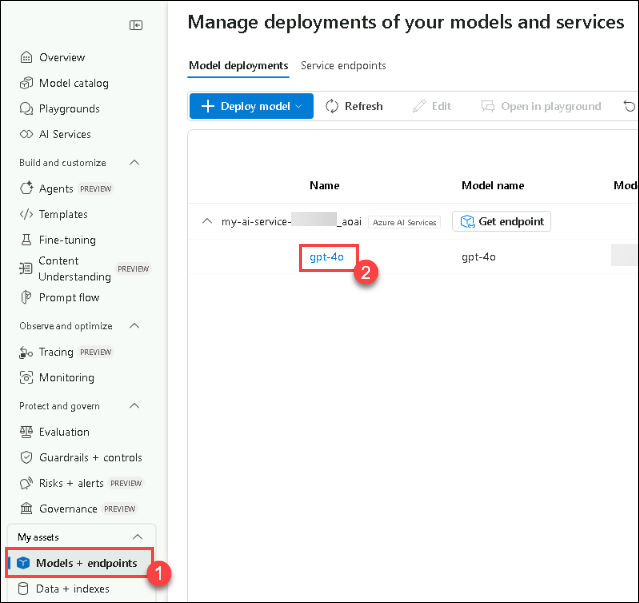 Manage deployments of your models and services
Model deployments Service endpoints
Deploy model Refresh Edit Open in playground
Name Model name Mode
my-ai-service- _aoai Azure AI Services Get endpoint
gpt-4o gpt-4o
2
Overview
Model catalog
Playgrounds
AI Services
Build and customize
Agents PREVIEW
Templates
Fine-tuning
Content
Understanding PREVIEW
Prompt flow
Observe and optimize
Tracing PREVIEW
Monitoring
Protect and govern
Evaluation
Guardrails + controls
Risks + alerts PREVIEW
Governance PREVIEW
My assets
Models + endpoints 1
Data + indexes